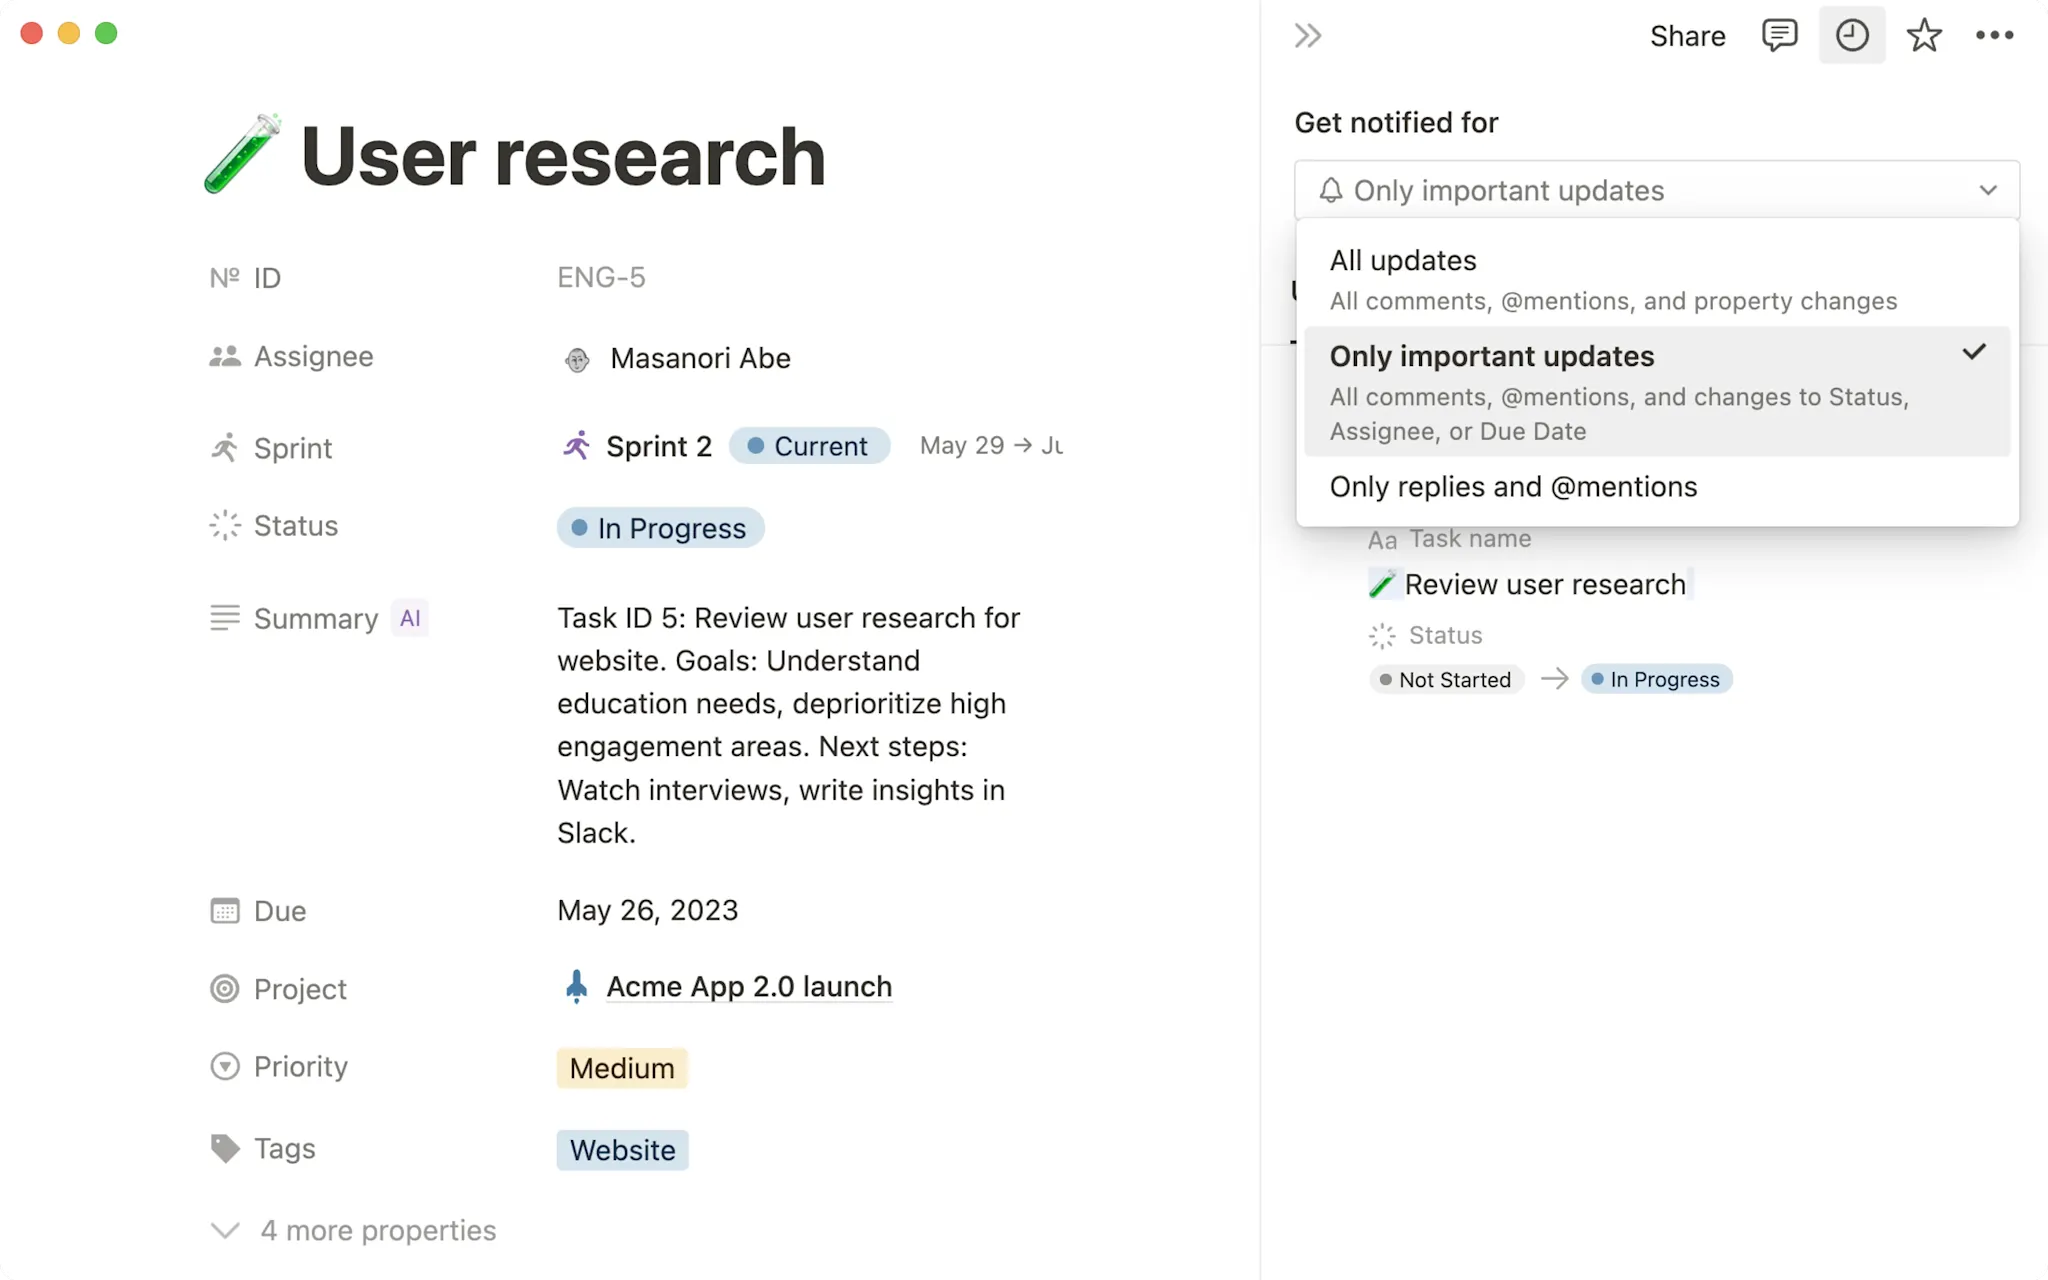 Share
User research
Nº ID
ENG-5
Assignee
Masanori Abe
Sprint
Sprint 2
Current
May 29 →
Status
In Progress
Summary AI
Task ID 5: Review user research for
website. Goals: Understand
education needs, deprioritize high
engagement areas. Next steps:
Watch interviews, write insights in
Slack.
Due
May 26, 2023
Project
Acme App 2.0 launch
Priority
Medium
Tags
Website
4 more properties
Get notified for
Only important updates
All updates
All comments, @mentions, and property changes
Only important updates
All comments, @mentions, and changes to Status,
Assignee, or Due Date
Only replies and @mentions
Aa Task name
Review user research
Status
Not Started → In Progress